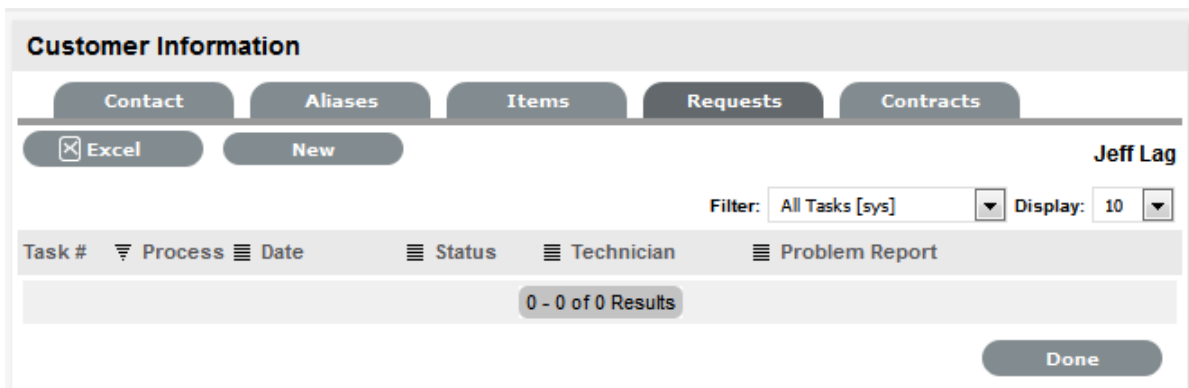 Customer Information
Contact Aliases Items Requests Contracts
Excel New
Jeff Lag
Filter: All Tasks [sys] Display: 10
Task # Process Date Status Technician Problem Report
0 - 0 of 0 Results
Done